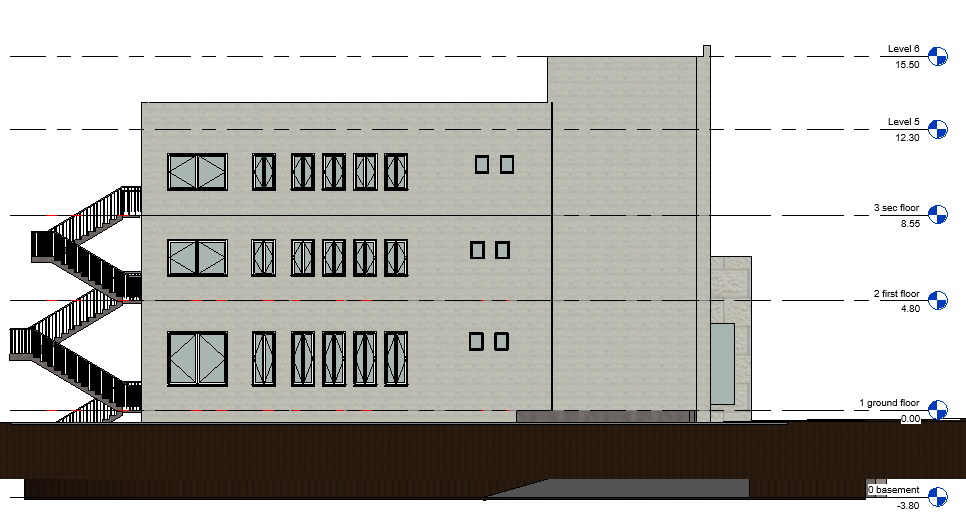 Level 6
15.50
Level 5
12.30
3 sec floor
8.55
2 first floor
4.80
1 ground floor
0.00
0 basement
-3.80